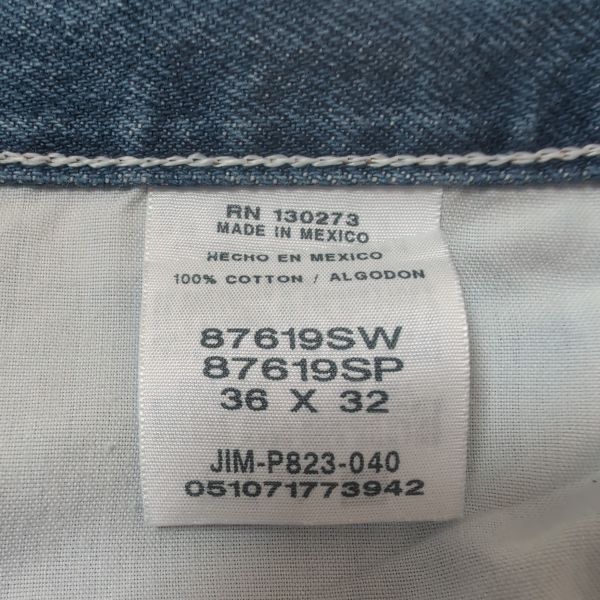 RN 130273
MADE IN MEXICO
HECHO EN MEXICO
100% COTTON / ALGODON
87619SW
87619SP
36 X 32
JIM-P823-040
051071773942